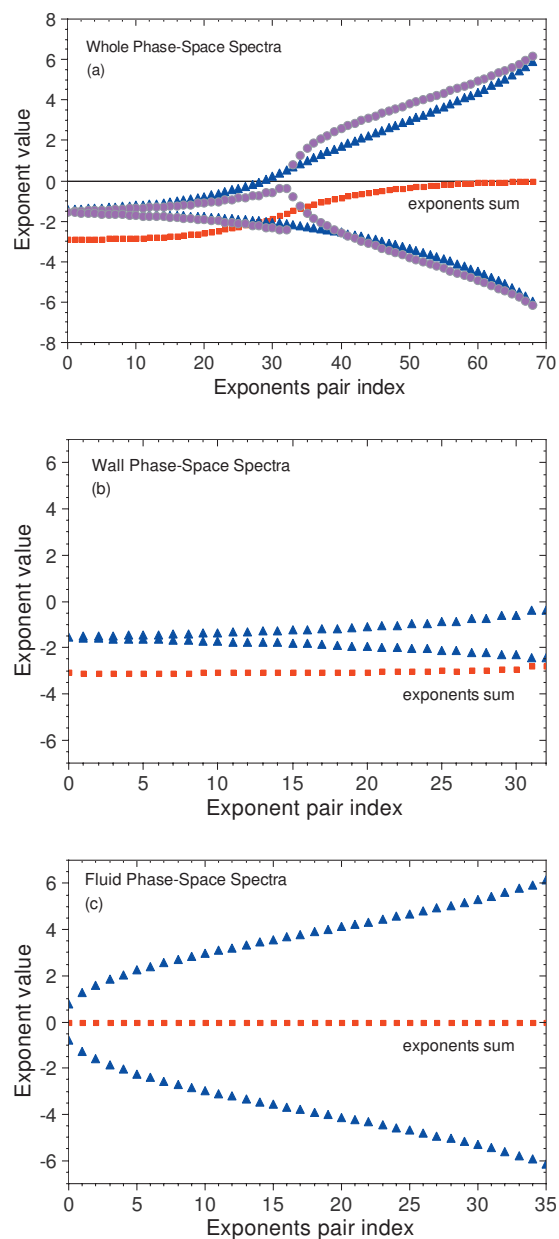 Whole Phase-Space Spectra
(a)
8
6
4
2
0
-2
-4
-6
-8
Exponent value
exponents sum
0 10 20 30 40 50 60 70
Exponents pair index
Wall Phase-Space Spectra
(b)
6
4
2
0
-2
-4
-6
Exponent value
exponents sum
0 5 10 15 20 25 30
Exponent pair index
Fluid Phase-Space Spectra
(c)
6
4
2
0
-2
-4
-6
Exponent value
exponents sum
0 5 10 15 20 25 30 35
Exponents pair index